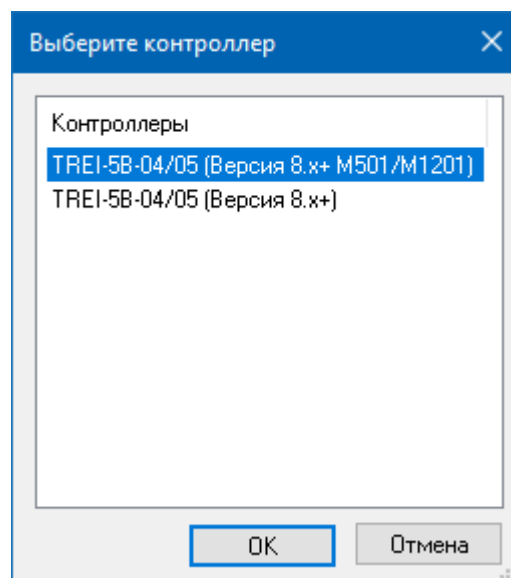 Выберите контроллер
Контроллеры
TREI-5B-04/05 (Версия 8.x+ M501/M1201)
TREI-5B-04/05 (Версия 8.x+)
OK
Отмена